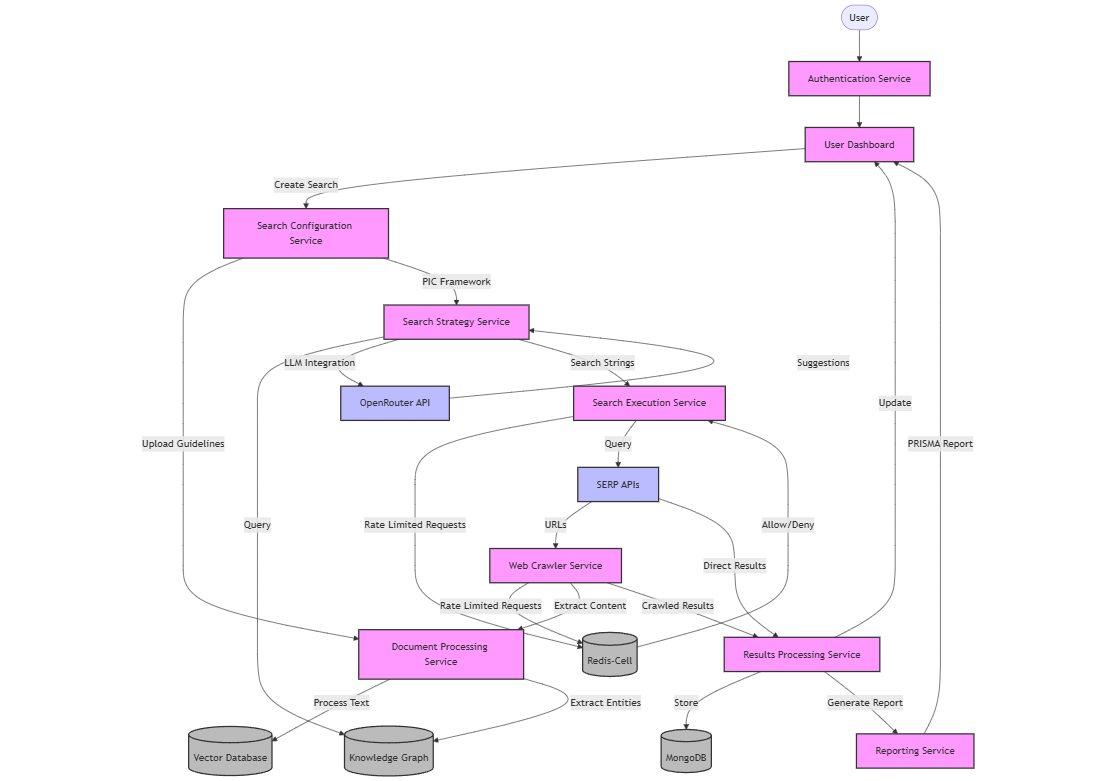 User
Authentication Service
User Dashboard
Create Search
Search Configuration
Service
PIC Framework
Search Strategy Service
LLM Integration
Search Strings
Suggestions
OpenRouter API
Search Execution Service
Update
Upload Guidelines
Query
PRISMA Report
SERP APIs
Query
Rate Limited Requests
URLs
Allow/Deny
Web Crawler Service
Direct Results
Rate Limited Requests
Extract Content
Crawled Results
Document Processing
Service
Redis-Cell
Results Processing Service
Process Text
Extract Entities
Store
Generate Report
Vector Database
Knowledge Graph
MongoDB
Reporting Service